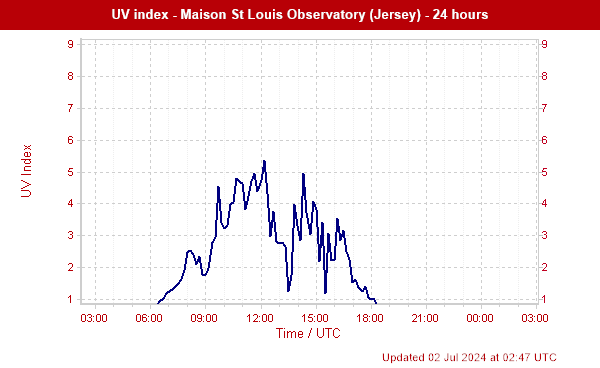 UV index - Maison St Louis Observatory (Jersey) - 24 hours
9 9
8 8
7 7
6 6
5 5
4 4
3 3
2 2
1 1
UV Index
03:00 06:00 09:00 12:00 15:00 18:00 21:00 00:00 03:00
Time / UTC
Updated 02 Jul 2024 at 02:47 UTC